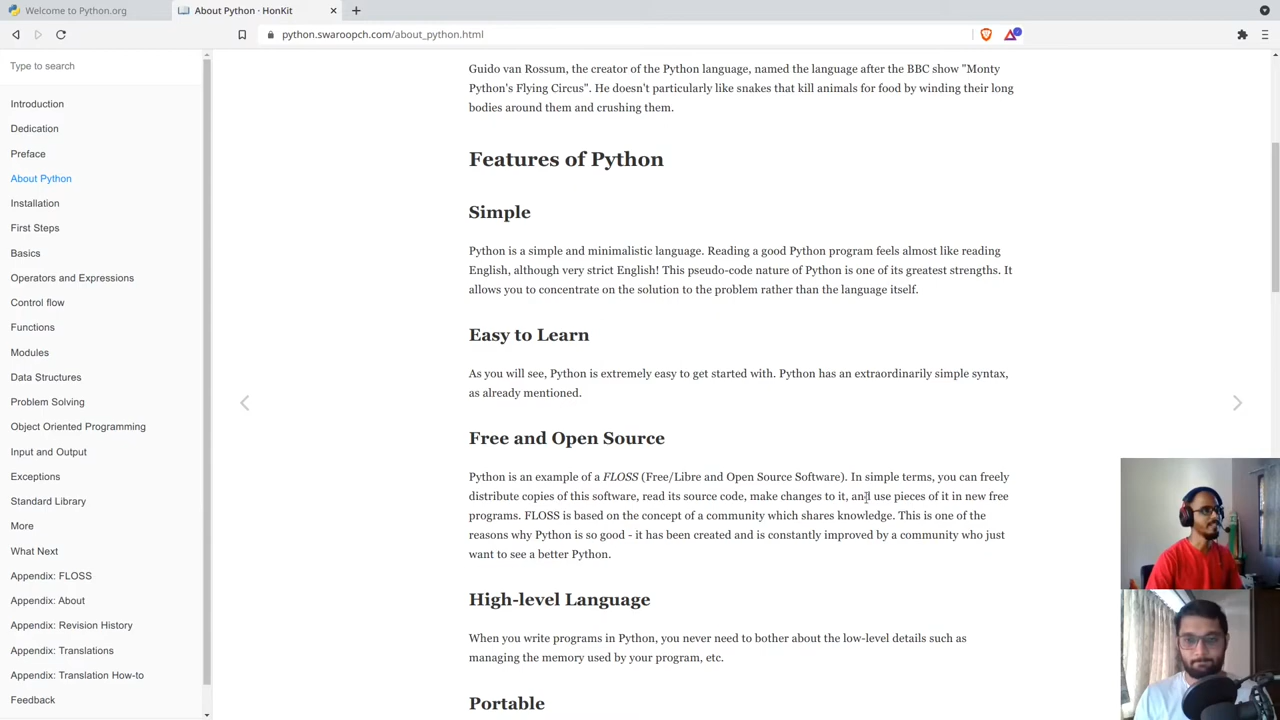 Welcome to Python.org
About Python · HonKit
python.swaroopch.com/about_python.html
Type to search
Introduction
Dedication
Preface
About Python
Installation
First Steps
Basics
Operators and Expressions
Control flow
Functions
Modules
Data Structures
Problem Solving
Object Oriented Programming
Input and Output
Exceptions
Standard Library
More
What Next
Appendix: FLOSS
Appendix: About
Appendix: Revision History
Appendix: Translations
Appendix: Translation How-to
Feedback
Guido van Rossum, the creator of the Python language, named the language after the BBC show "Monty
Python's Flying Circus". He doesn't particularly like snakes that kill animals for food by winding their long
bodies around them and crushing them.
Features of Python
Simple
Python is a simple and minimalistic language. Reading a good Python program feels almost like reading
English, although very strict English! This pseudo-code nature of Python is one of its greatest strengths. It
allows you to concentrate on the solution to the problem rather than the language itself.
Easy to Learn
As you will see, Python is extremely easy to get started with. Python has an extraordinarily simple syntax,
as already mentioned.
Free and Open Source
Python is an example of a FLOSS (Free/Libre and Open Source Software). In simple terms, you can freely
distribute copies of this software, read its source code, make changes to it, and use pieces of it in new free
programs. FLOSS is based on the concept of a community which shares knowledge. This is one of the
reasons why Python is so good - it has been created and is constantly improved by a community who just
want to see a better Python.
High-level Language
When you write programs in Python, you never need to bother about the low-level details such as
managing the memory used by your program, etc.
Portable